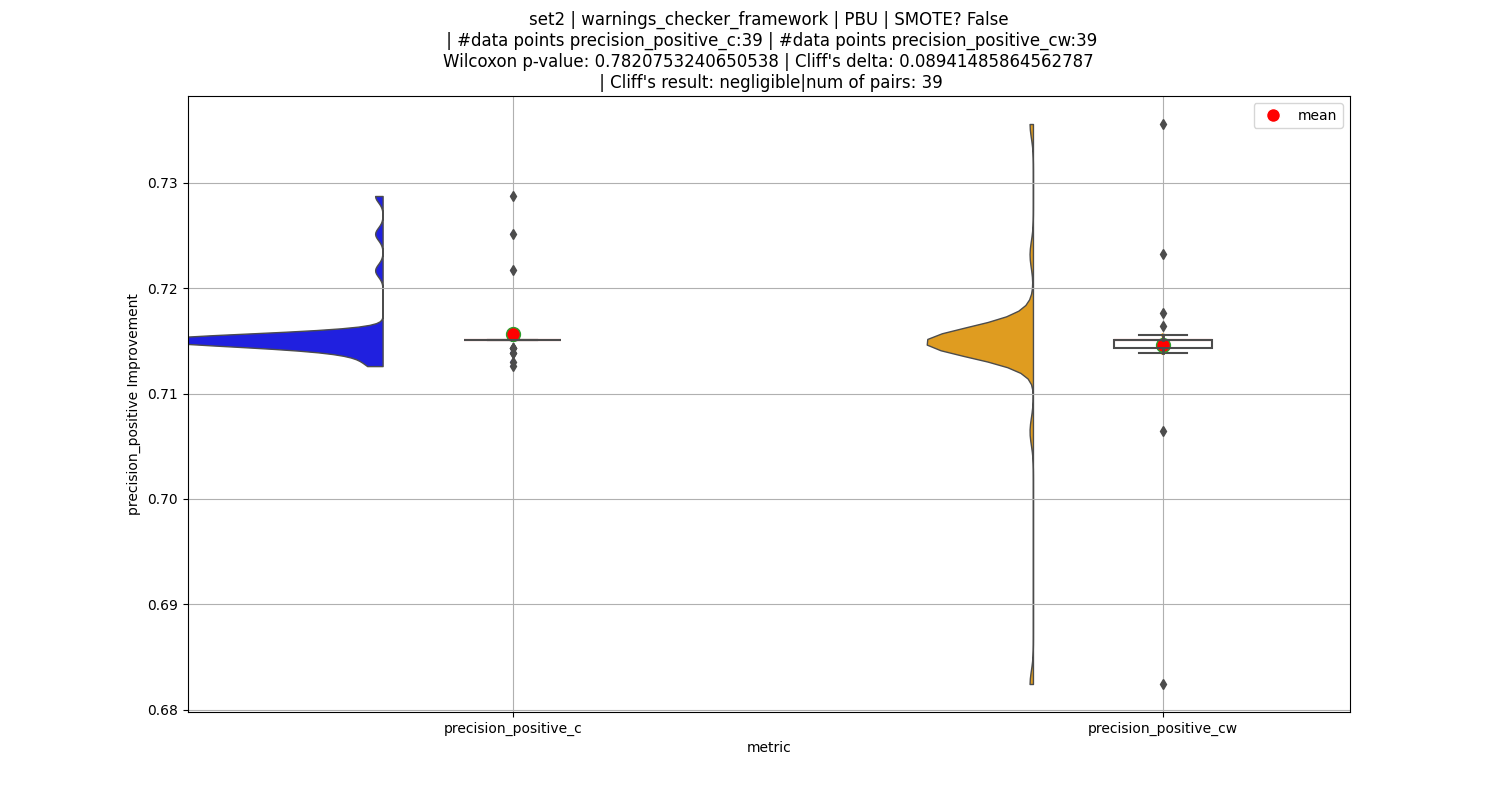 set2 | warnings_checker_framework | PBU | SMOTE? False
| #data points precision_positive_c:39 | #data points precision_positive_cw:39
Wilcoxon p-value: 0.7820753240650538 | Cliff's delta: 0.08941485864562787
| Cliff's result: negligible|num of pairs: 39
mean
0.73
0.72
0.71
0.70
0.69
0.68
precision_positive Improvement
precision_positive_c
precision_positive_cw
metric